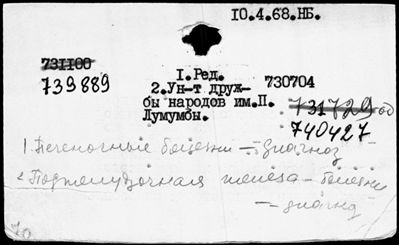 10.4.68.НБ.
731100
739889
1.Ред.
2.Ун-т друж-
бы народов им.П.
Лумумбы.
730704
731729
740427
1. Печеночные болезни — диагноз
2. Поджелудочная железа — болезни
— диагноз